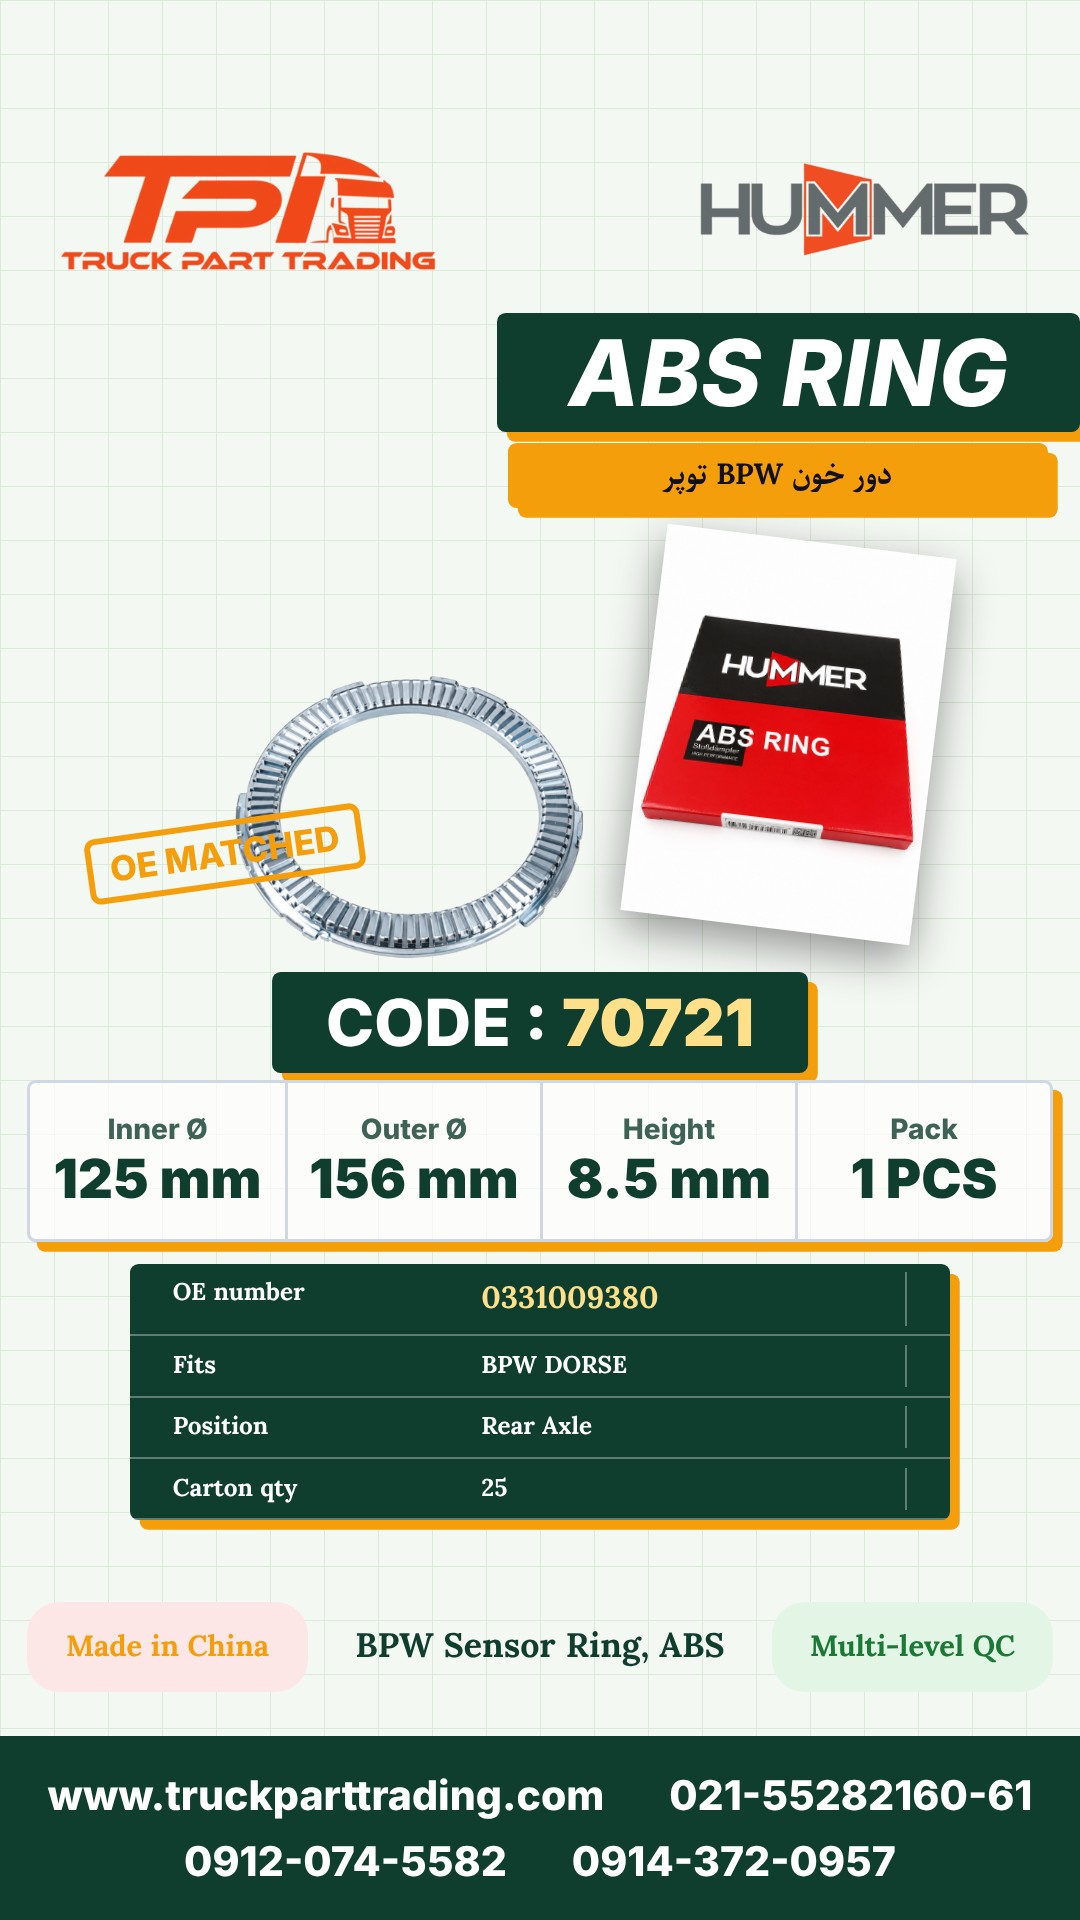 TPI
TRUCK PART TRADING
HUMMER
ABS RING
دور خون BPW توپر
HUMMER
ABS RING
Stoßdämpfer
HIGH PERFORMANCE
OE MATCHED
CODE : 70721
Inner Ø
125 mm
Outer Ø
156 mm
Height
8.5 mm
Pack
1 PCS
OE number 0331009380
Fits BPW DORSE
Position Rear Axle
Carton qty 25
Made in China
BPW Sensor Ring, ABS
Multi-level QC
www.truckparttrading.com 021-55282160-61
0912-074-5582 0914-372-0957